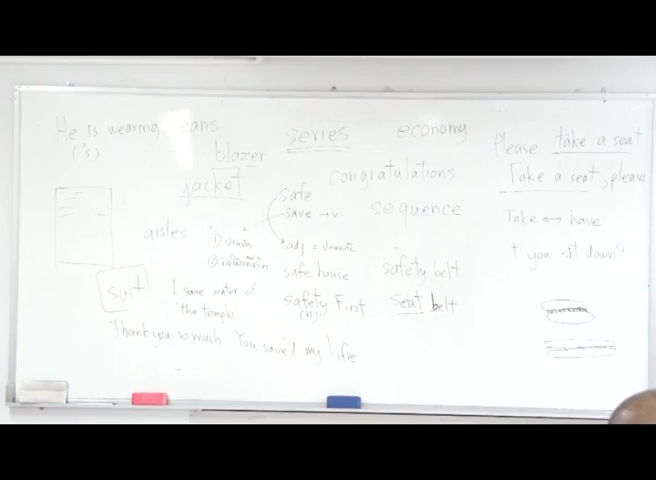 He is wearing jeans
('s)
blazer
jacket
aisles
suit
I save water of
the temple
Thank you so much You saved my life
series
economy
congratulations
safe
save → v
adj
sequence
safe house
safety belt
safety First
(n)
seat belt
Please take a seat
Take a seat, please
Take ↔ have
you sit down?